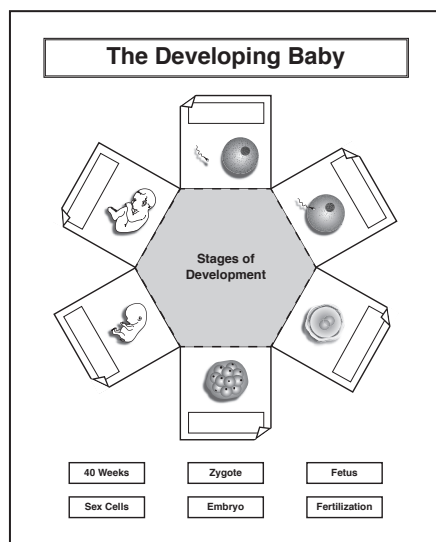 The Developing Baby
Stages of
Development
40 Weeks
Zygote
Fetus
Sex Cells
Embryo
Fertilization